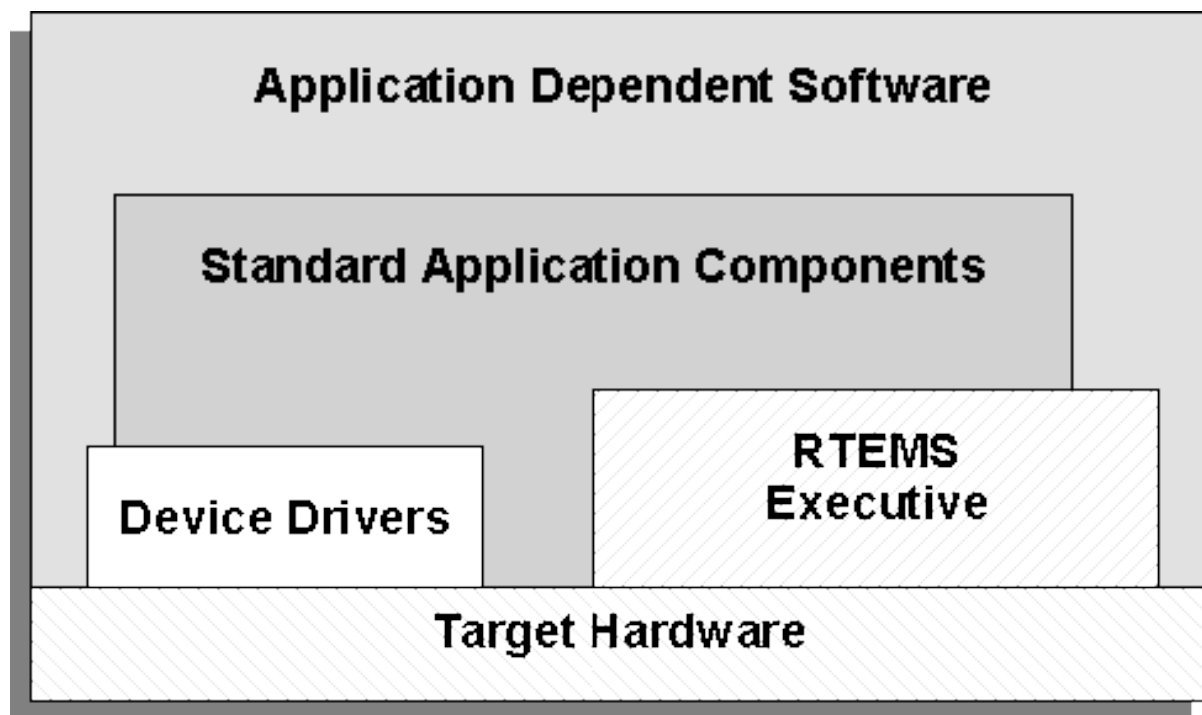 Application Dependent Software
Standard Application Components
RTEMS
Executive
Device Drivers
Target Hardware